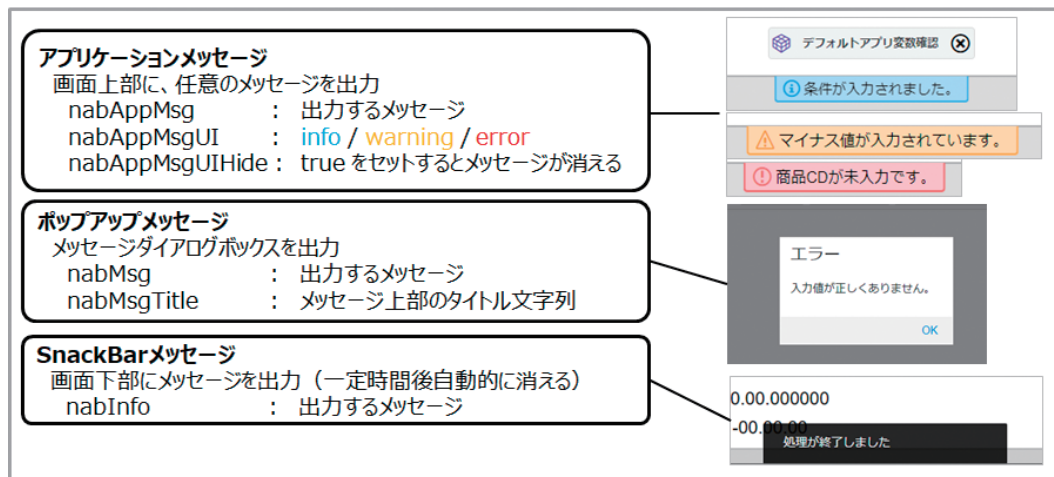 アプリケーションメッセージ
画面上部に、任意のメッセージを出力
nabAppMsg : 出力するメッセージ
nabAppMsgUI : info / warning / error
nabAppMsgUIHide : true をセットするとメッセージが消える
ポップアップメッセージ
メッセージダイアログボックスを出力
nabMsg : 出力するメッセージ
nabMsgTitle : メッセージ上部のタイトル文字列
SnackBarメッセージ
画面下部にメッセージを出力（一定時間後自動的に消える）
nabInfo : 出力するメッセージ
デフォルトアプリ変数確認
条件が入力されました。
マイナス値が入力されています。
商品CDが未入力です。
エラー
入力値が正しくありません。
OK
0.00.000000
-00.00.00
処理が終了しました